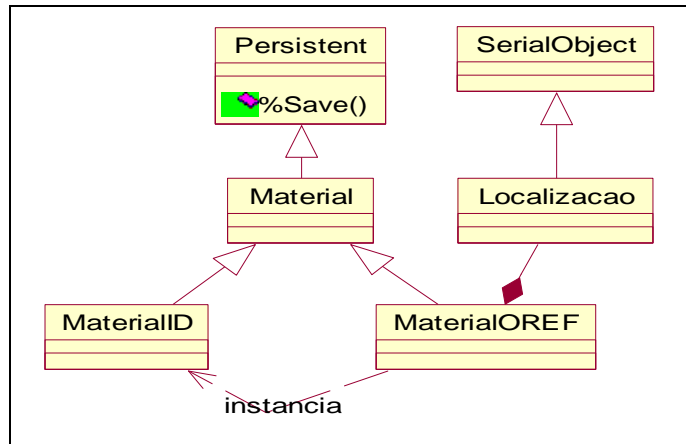 Persistent
SerialObject
%Save()
Material
Localizacao
MaterialID
MaterialOREF
instancia